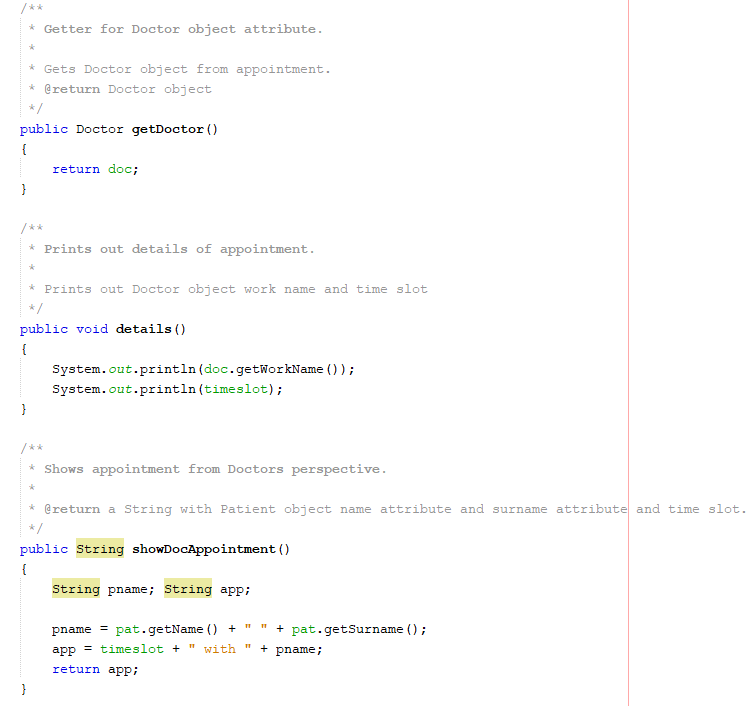 /**
 * Getter for Doctor object attribute.
 *
 * Gets Doctor object from appointment.
 * @return Doctor object
 */
public Doctor getDoctor()
{
    return doc;
}

/**
 * Prints out details of appointment.
 *
 * Prints out Doctor object work name and time slot
 */
public void details()
{
    System.out.println(doc.getWorkName());
    System.out.println(timeslot);
}

/**
 * Shows appointment from Doctors perspective.
 *
 * @return a String with Patient object name attribute and surname attribute and time slot.
 */
public String showDocAppointment()
{
    String pname; String app;

    pname = pat.getName() + " " + pat.getSurname();
    app = timeslot + " with " + pname;
    return app;
}